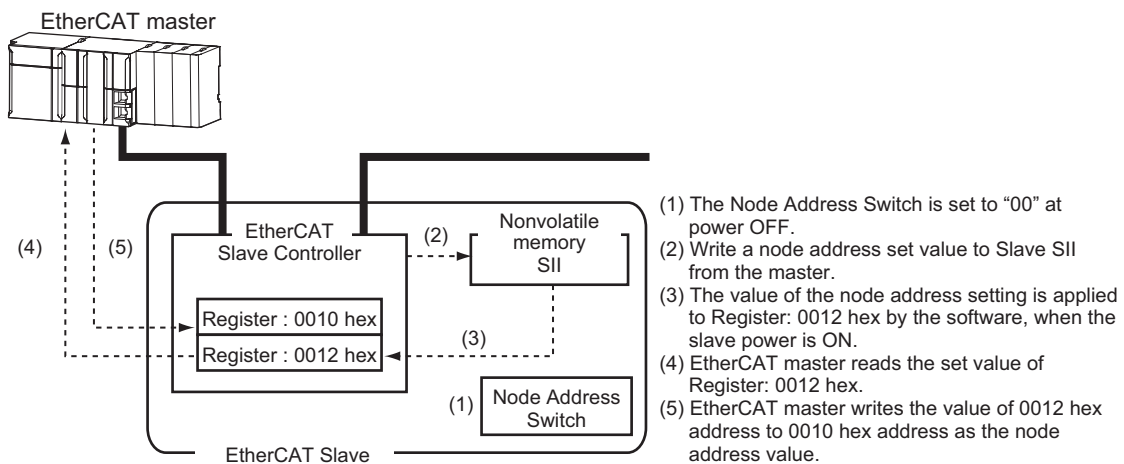 EtherCAT master
(4)
(5)
EtherCAT
Slave Controller
(2)
Nonvolatile
memory
SII
Register : 0010 hex
Register : 0012 hex
(3)
(1)
Node Address
Switch
EtherCAT Slave
(1) The Node Address Switch is set to “00” at
power OFF.
(2) Write a node address set value to Slave SII
from the master.
(3) The value of the node address setting is applied
to Register: 0012 hex by the software, when the
slave power is ON.
(4) EtherCAT master reads the set value of
Register: 0012 hex.
(5) EtherCAT master writes the value of 0012 hex
address to 0010 hex address as the node
address value.